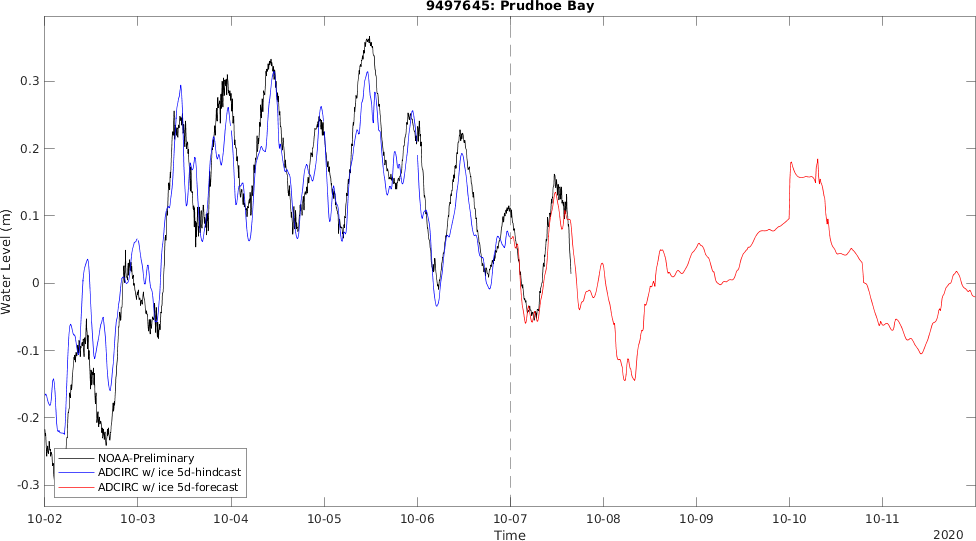 9497645: Prudhoe Bay
Water Level (m)
0.3
0.2
0.1
0
-0.1
-0.2
-0.3
NOAA-Preliminary
ADCIRC w/ ice 5d-hindcast
ADCIRC w/ ice 5d-forecast
10-02 10-03 10-04 10-05 10-06 10-07 10-08 10-09 10-10 10-11
Time
2020